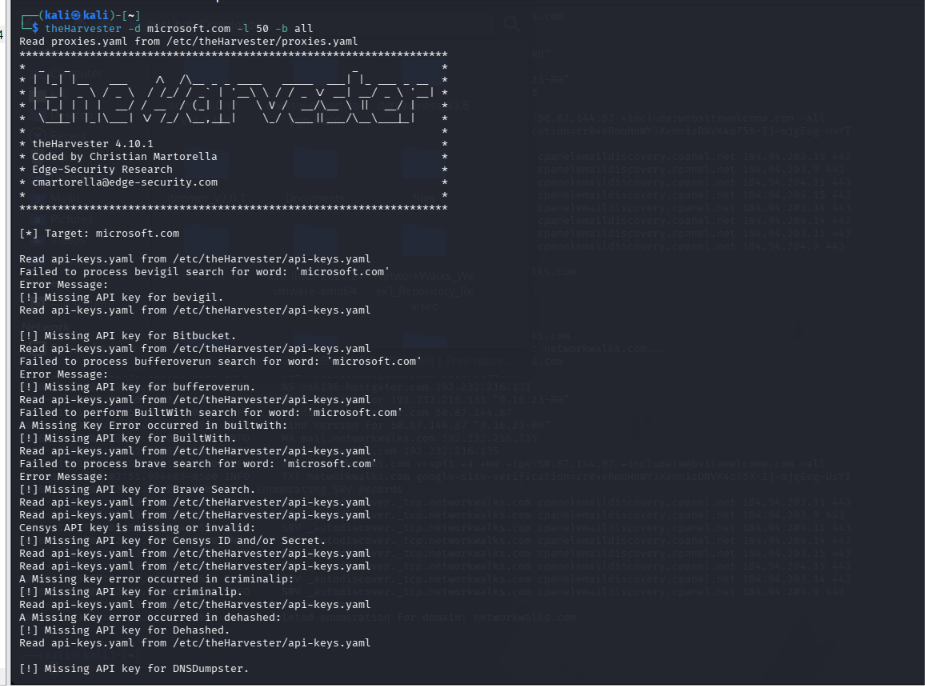 (kali㉿kali)-[~]
$ theHarvester -d microsoft.com -l 50 -b all
Read proxies.yaml from /etc/theHarvester/proxies.yaml
*******************************************************************
theHarvester
* theHarvester 4.10.1 *
* Coded by Christian Martorella *
* Edge-Security Research *
* cmartorella@edge-security.com *
* *
*******************************************************************
[*] Target: microsoft.com
Read api-keys.yaml from /etc/theHarvester/api-keys.yaml
Failed to process bevigil search for word: 'microsoft.com'
Error Message:
[!] Missing API key for bevigil.
Read api-keys.yaml from /etc/theHarvester/api-keys.yaml
[!] Missing API key for Bitbucket.
Read api-keys.yaml from /etc/theHarvester/api-keys.yaml
Failed to process bufferoverun search for word: 'microsoft.com'
Error Message:
[!] Missing API key for bufferoverun.
Read api-keys.yaml from /etc/theHarvester/api-keys.yaml
Failed to perform BuiltWith search for word: 'microsoft.com'
A Missing Key Error occurred in builtwith:
[!] Missing API key for BuiltWith.
Read api-keys.yaml from /etc/theHarvester/api-keys.yaml
Failed to process brave search for word: 'microsoft.com'
Error Message:
[!] Missing API key for Brave Search.
Read api-keys.yaml from /etc/theHarvester/api-keys.yaml
Read api-keys.yaml from /etc/theHarvester/api-keys.yaml
Censys API key is missing or invalid:
[!] Missing API key for Censys ID and/or Secret.
Read api-keys.yaml from /etc/theHarvester/api-keys.yaml
Read api-keys.yaml from /etc/theHarvester/api-keys.yaml
A Missing key error occurred in criminalip:
[!] Missing API key for criminalip.
Read api-keys.yaml from /etc/theHarvester/api-keys.yaml
A Missing Key error occurred in dehashed:
[!] Missing API key for Dehashed.
Read api-keys.yaml from /etc/theHarvester/api-keys.yaml
[!] Missing API key for DNSDumpster.